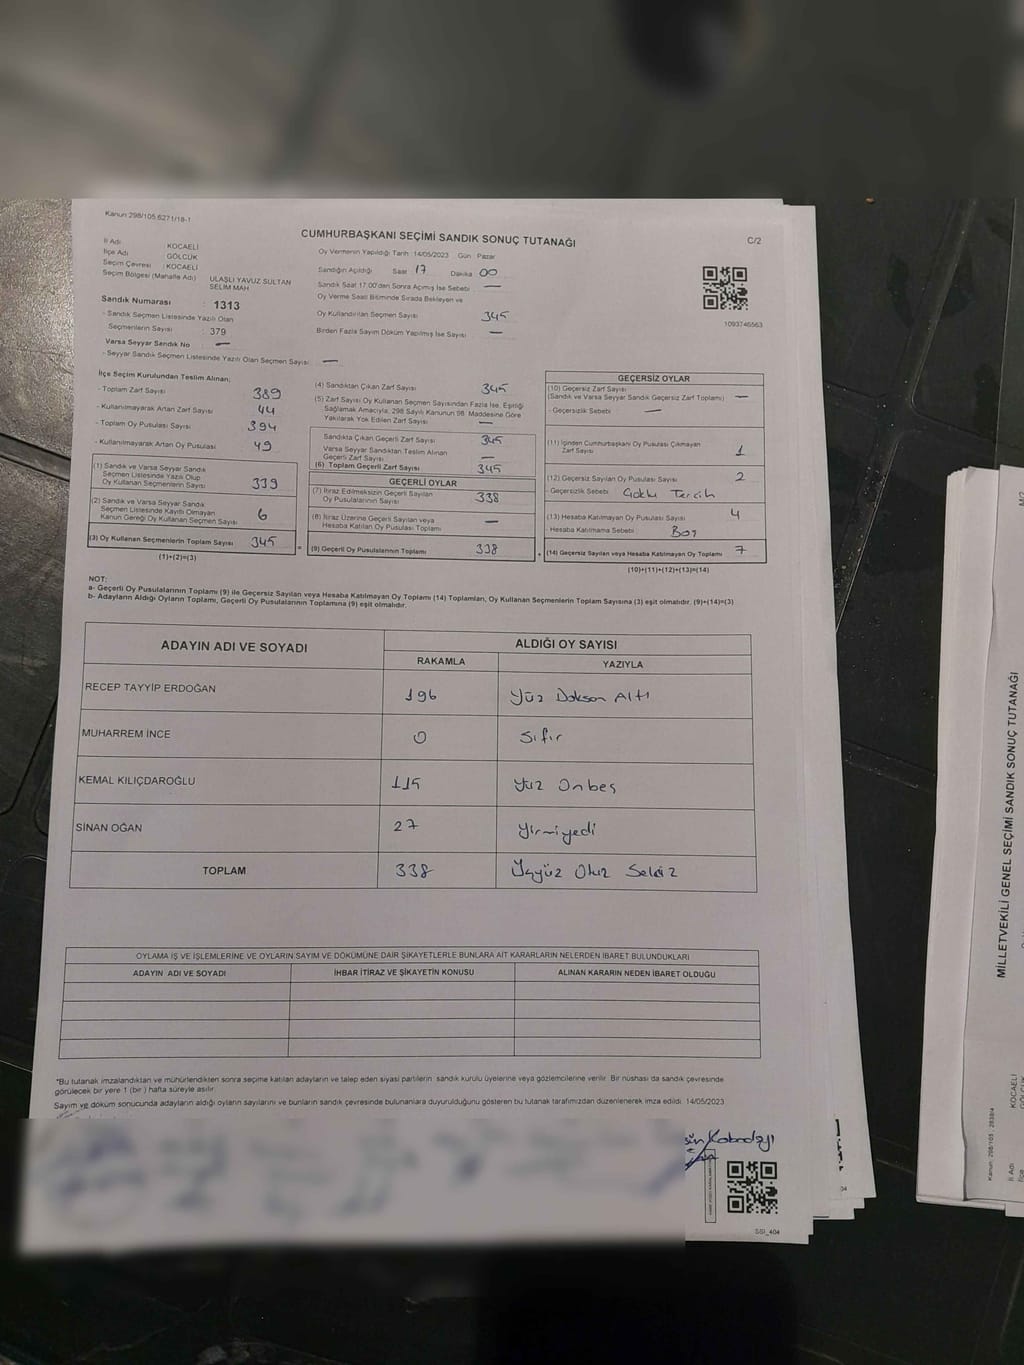 Kanun:298/105,6271/18-1
CUMHURBAŞKANI SEÇİMİ SANDIK SONUÇ TUTANAĞI
C/2
İl Adı : KOCAELİ
İlçe Adı : GÖLCÜK
Seçim Çevresi : KOCAELİ
Seçim Bölgesi (Mahalle Adı) : ULAŞLI YAVUZ SULTAN SELİM MAH
Sandık Numarası : 1313
- Sandık Seçmen Listesinde Yazılı Olan
Seçmenlerin Sayısı : 379
Varsa Seyyar Sandık No : —
- Seyyar Sandık Seçmen Listesinde Yazılı Olan Seçmen Sayısı : —
Oy Vermenin Yapıldığı Tarih 14/05/2023 Gün Pazar
Sandığın Açıldığı Saat 17 Dakika 00
Sandık Saat 17:00'dan Sonra Açımış İse Sebebi —
Oy Verme Saati Bitiminde Sırada Bekleyen ve
Oy Kullandırılan Seçmen Sayısı 345
Birden Fazla Sayım Döküm Yapılmış İse Sayısı —
1093746563
İlçe Seçim Kurulundan Teslim Alınan;
- Toplam Zarf Sayısı 389
- Kullanılmayarak Artan Zarf Sayısı 44
- Toplam Oy Pusulası Sayısı 394
- Kullanılmayarak Artan Oy Pusulası 49
(1) Sandık ve Varsa Seyyar Sandık
Seçmen Listesinde Yazılı Olup
Oy Kullanan Seçmenlerin Sayısı 339
(2) Sandık ve Varsa Seyyar Sandık
Seçmen Listesinde Kayıtlı Olmayan
Kanun Gereği Oy Kullanan Seçmen Sayısı 6
(3) Oy Kullanan Seçmenlerin Toplam Sayısı 345
(1)+(2)=(3)
(4) Sandıktan Çıkan Zarf Sayısı 345
(5) Zarf Sayısı Oy Kullanan Seçmen Sayısından Fazla İse, Eşitliği
Sağlamak Amacıyla, 298 Sayılı Kanunun 98. Maddesine Göre
Yakılarak Yok Edilen Zarf Sayısı —
Sandıkta Çıkan Geçerli Zarf Sayısı 345
Varsa Seyyar Sandıktan Teslim Alınan
Geçerli Zarf Sayısı —
(6) Toplam Geçerli Zarf Sayısı 345
GEÇERLİ OYLAR
(7) İtiraz Edilmeksizin Geçerli Sayılan
Oy Pusulalarının Sayısı 338
(8) İtiraz Üzerine Geçerli Sayılan veya
Hesaba Katılan Oy Pusulası Toplamı —
= (9) Geçerli Oy Pusulalarının Toplamı 338
GEÇERSİZ OYLAR
(10) Geçersiz Zarf Sayısı
(Sandık ve Varsa Seyyar Sandık Geçersiz Zarf Toplamı) —
- Geçersizlik Sebebi —
(11) İçinden Cumhurbaşkanı Oy Pusulası Çıkmayan
Zarf Sayısı 1
(12) Geçersiz Sayılan Oy Pusulası Sayısı 2
- Geçersizlik Sebebi Çoklu Tercih
(13) Hesaba Katılmayan Oy Pusulası Sayısı 4
- Hesaba Katılmama Sebebi Boş
+ (14) Geçersiz Sayılan veya Hesaba Katılmayan Oy Toplamı 7
(10)+(11)+(12)+(13)=(14)
NOT;
a- Geçerli Oy Pusulalarının Toplamı (9) ile Geçersiz Sayılan veya Hesaba Katılmayan Oy Toplamı (14) Toplamları, Oy Kullanan Seçmenlerin Toplam Sayısına (3) eşit olmalıdır. (9)+(14)=(3)
b- Adayların Aldığı Oyların Toplamı, Geçerli Oy Pusulalarının Toplamına (9) eşit olmalıdır.
ADAYIN ADI VE SOYADI ALDIĞI OY SAYISI
RAKAMLA YAZIYLA
RECEP TAYYİP ERDOĞAN 196 Yüz Doksan Altı
MUHARREM İNCE 0 Sıfır
KEMAL KILIÇDAROĞLU 115 Yüz Onbeş
SİNAN OĞAN 27 Yirmiyedi
TOPLAM 338 Üçyüz Otuz Sekiz
OYLAMA İŞ VE İŞLEMLERİNE VE OYLARIN SAYIM VE DÖKÜMÜNE DAİR ŞİKAYETLERLE BUNLARA AİT KARARLARIN NELERDEN İBARET BULUNDUKLARI
ADAYIN ADI VE SOYADI İHBAR İTİRAZ VE ŞİKAYETİN KONUSU ALINAN KARARIN NEDEN İBARET OLDUĞU
*Bu tutanak imzalandıktan ve mühürlendikten sonra seçime katılan adayların ve talep eden siyasi partilerin sandık kurulu üyelerine veya gözlemcilerine verilir. Bir nüshası da sandık çevresinde
görülecek bir yere 1 (bir) hafta süreyle asılır.
Sayım ve döküm sonucunda adayların aldığı oyların sayılarını ve bunların sandık çevresinde bulunanlara duyurulduğunu gösteren bu tutanak tarafımızdan düzenlenerek imza edildi. 14/05/2023
SSİ_404
MİLLETVEKİLİ GENEL SEÇİMİ SANDIK SONUÇ TUTANAĞI
İl Adı KOCAELİ